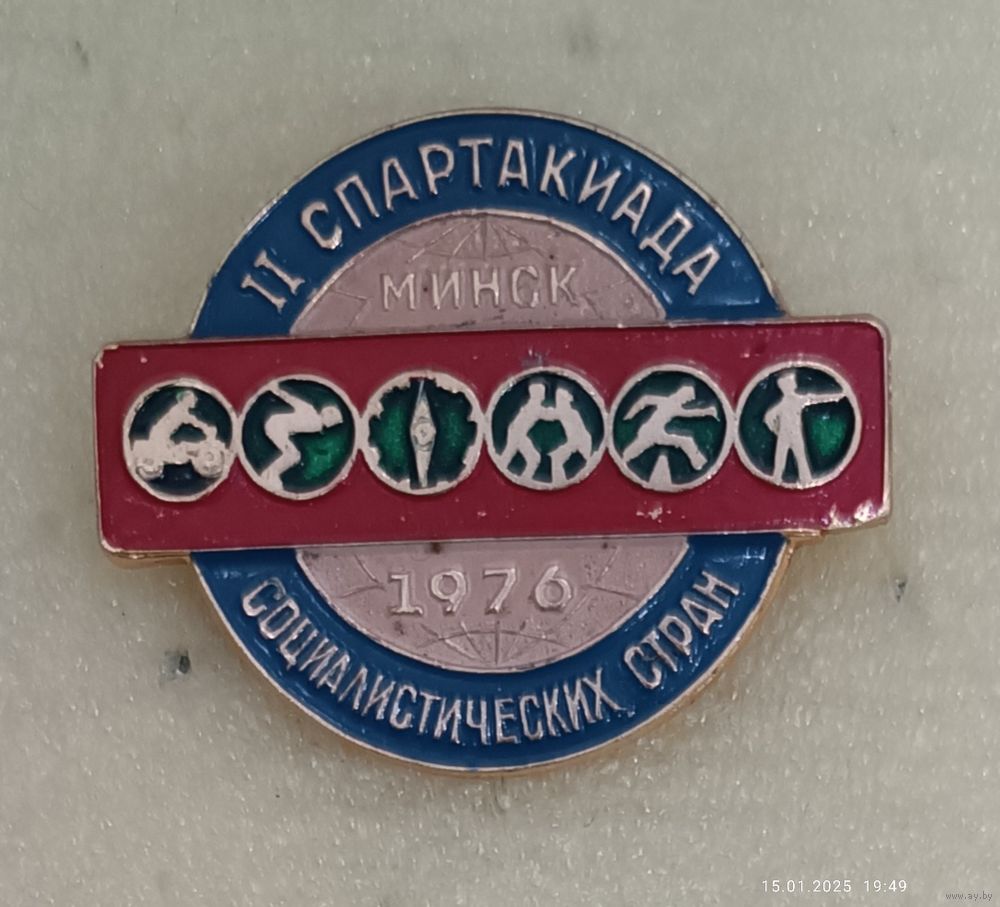 II СПАРТАКИАДА
МИНСК
1976
СОЦИАЛИСТИЧЕСКИХ СТРАН
15.01.2025 19:49
www.ay.by